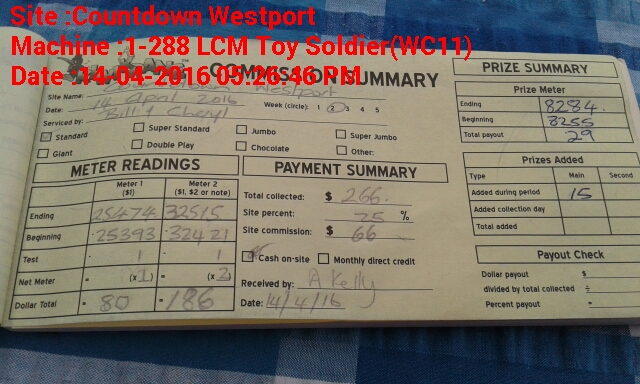 Site :Countdown Westport
Machine :1-288 LCM Toy Soldier(WC11)
Date :14-04-2016 05:26:46 PM
COMMISSION SUMMARY
Site Name: Countdown Westport
Date: 14 April 2016 Week (circle): 1 2 3 4 5
Serviced by: Bill & Cheryl
Standard Super Standard Jumbo Super Jumbo
Giant Double Play Chocolate Other:
METER READINGS
Meter 1 ($1) Meter 2 ($1, $2 or note)
Ending 25474 32515
Beginning - 25393 - 32421
Test - 1 - 1
Net Meter = (x 1) = (x 2)
Dollar Total = 80 = 186
PAYMENT SUMMARY
Total collected: $ 266.
Site percent: 25 %
Site commission: $ 66
Cash on-site Monthly direct credit
Received by: A Kelly
Date: 14/4/16
PRIZE SUMMARY
Prize Meter
Ending 8284.
Beginning 8255
Total payout 29
Prizes Added
Type Main Second
Added during period 15
Added collection day
Total added
Payout Check
Dollar payout $
divided by total collected ÷
Percent payout =